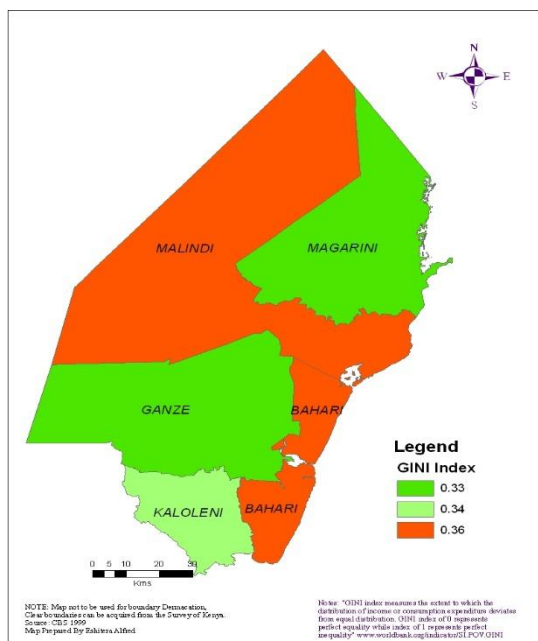 N
W E
S
MALINDI
MAGARINI
GANZE
BAHARI
KALOLENI
BAHARI
Legend
GINI Index
0.33
0.34
0.36
0 5 10 20 30
Kms
NOTE: Map not to be used for boundary Demarcation,
Clear boundaries can be acquired from the Survey of Kenya.
Source: CBS 1999
Map Prepared By Eshitera Alfred
Notes: "GINI index measures the extent to which the
distribution of income or consumption expenditure deviates
from equal distribution. GINI index of 0 represents
perfect equality while index of 1 represents perfect
inequality" www.worldbank.org/indicator/SI.POV.GINI